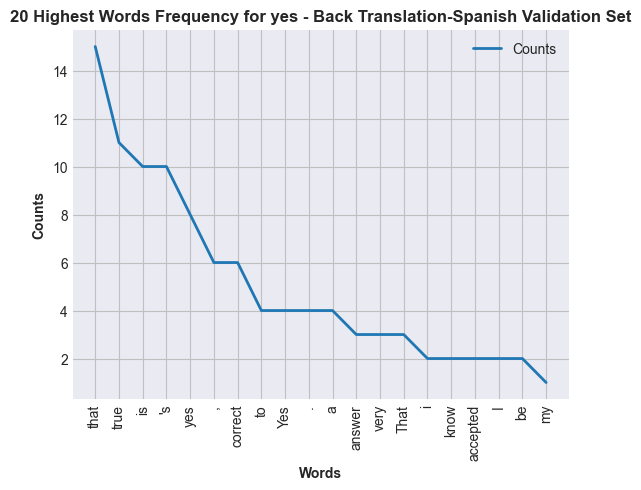 20 Highest Words Frequency for yes - Back Translation-Spanish Validation Set
Counts
14
12
10
8
6
4
2
Counts
that
true
is
's
yes
,
correct
to
Yes
.
a
answer
very
That
i
know
accepted
I
be
my
Words